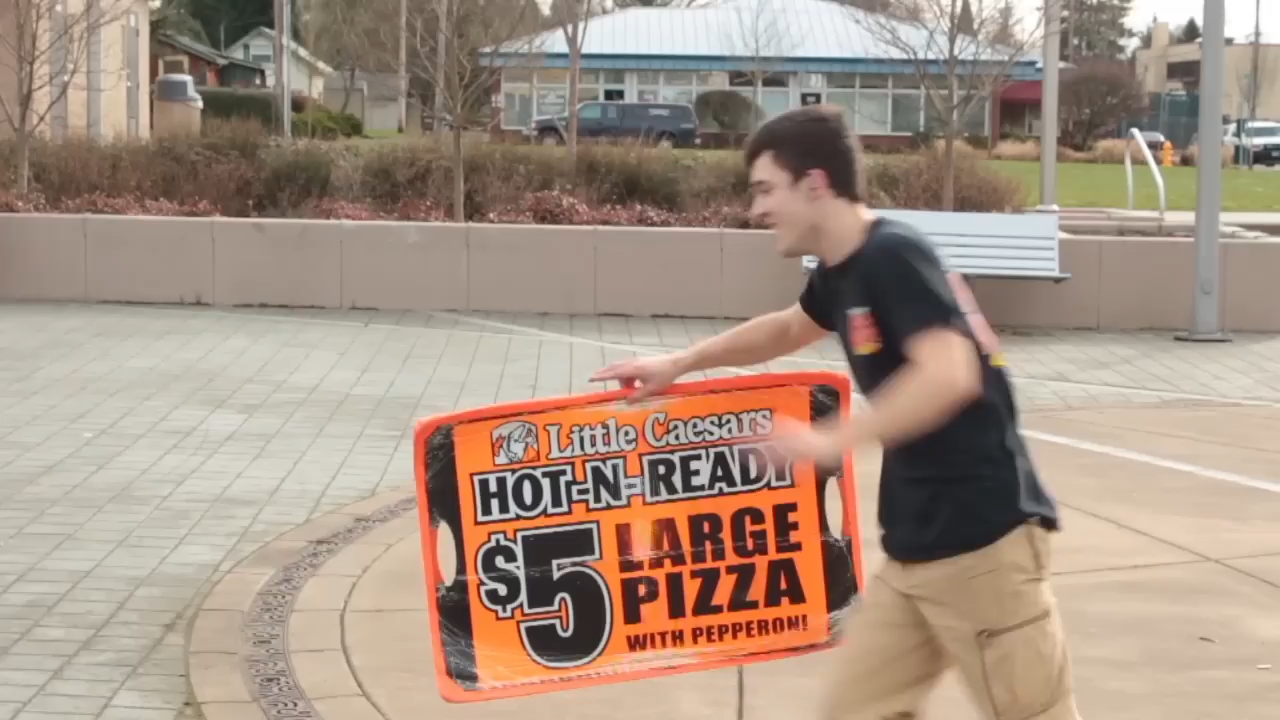 Little Caesars
HOT-N-READY
$5 LARGE
PIZZA
WITH PEPPERONI